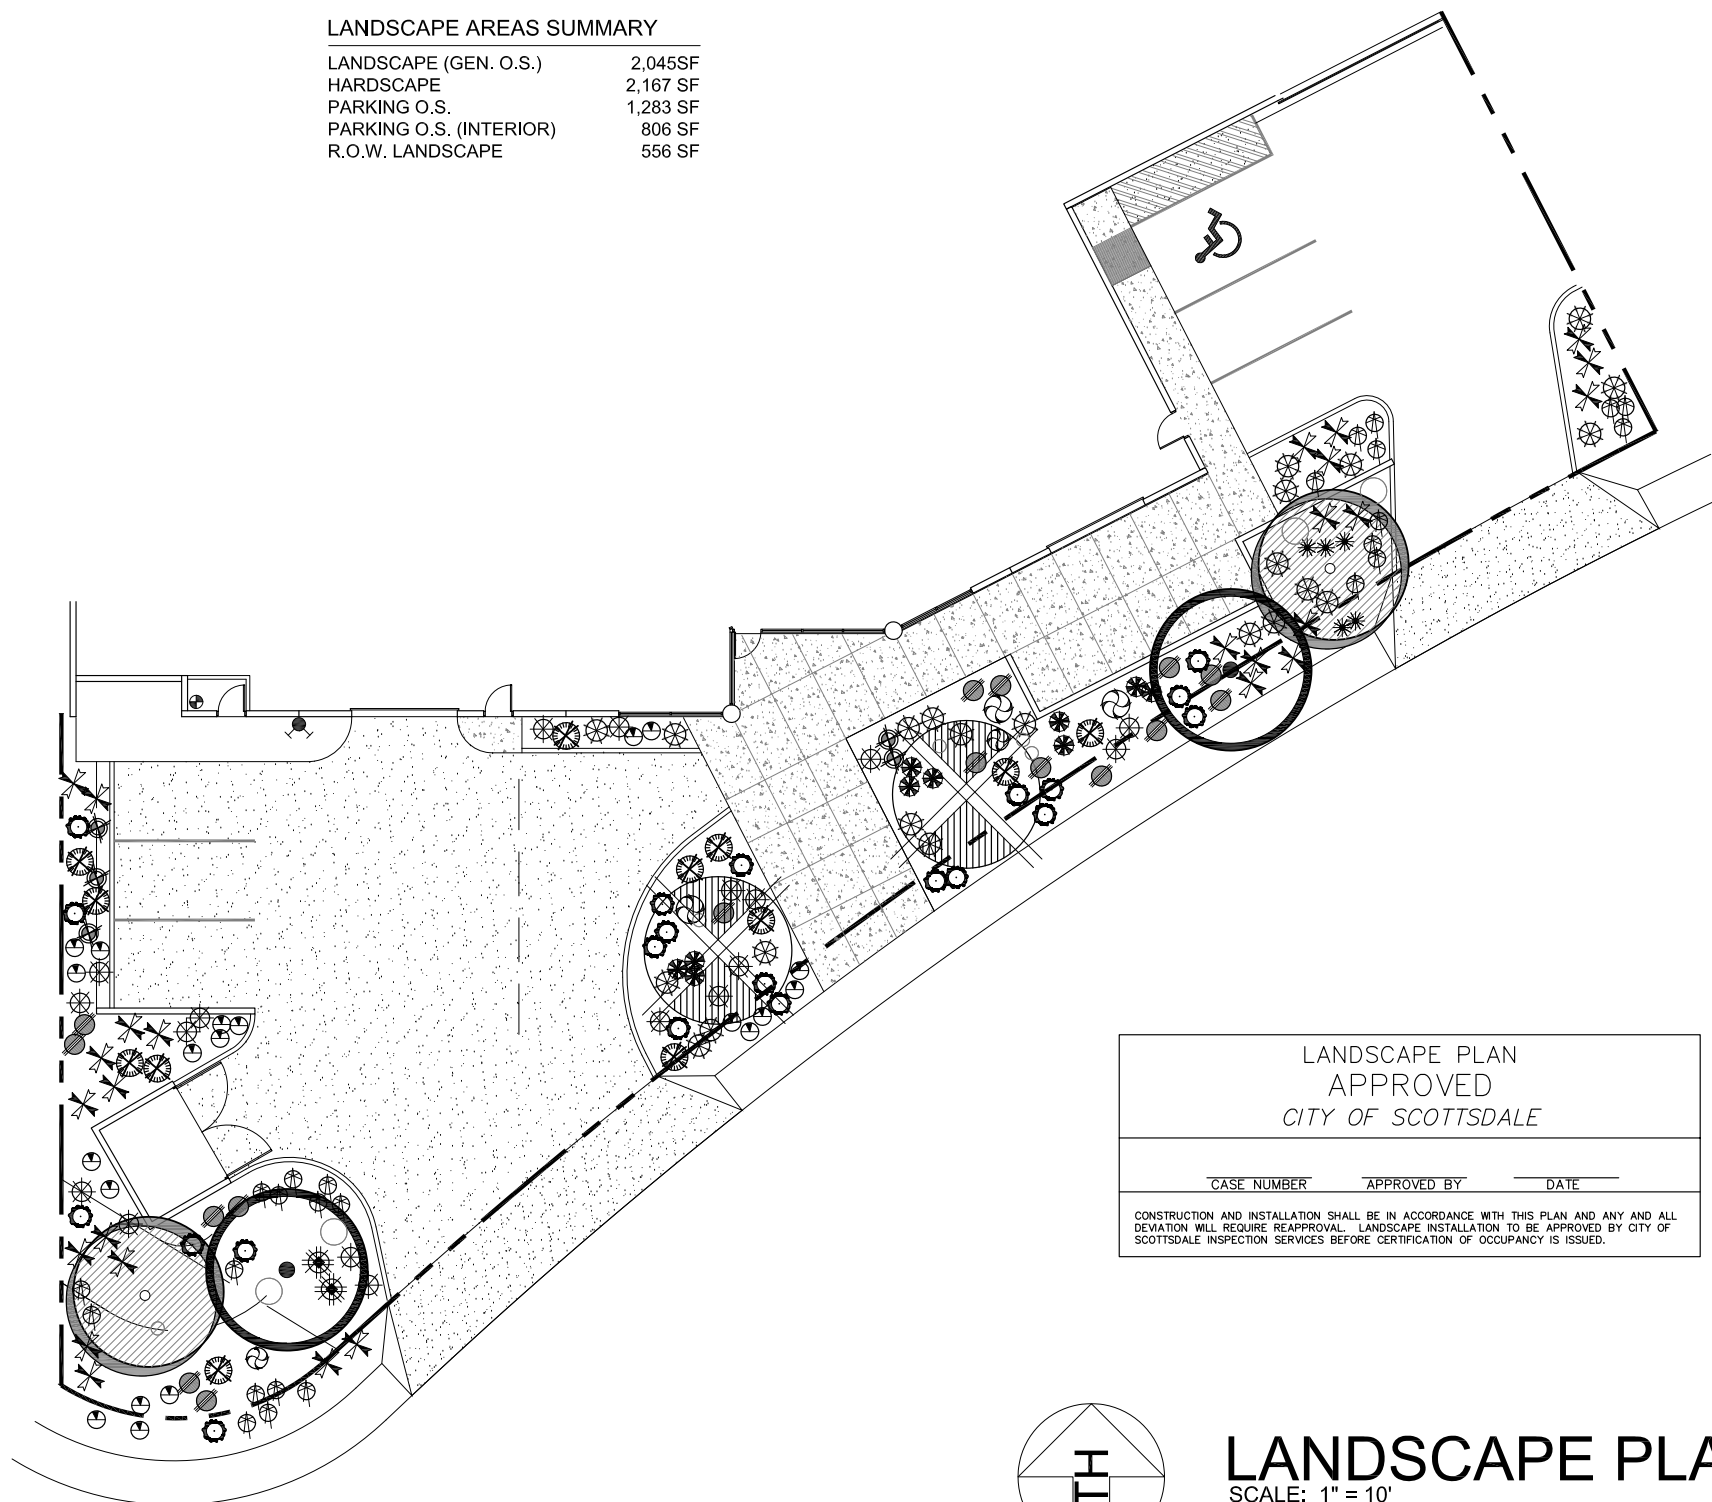 LANDSCAPE AREAS SUMMARY
LANDSCAPE (GEN. O.S.) 2,045SF
HARDSCAPE 2,167 SF
PARKING O.S. 1,283 SF
PARKING O.S. (INTERIOR) 806 SF
R.O.W. LANDSCAPE 556 SF
LANDSCAPE PLAN
APPROVED
CITY OF SCOTTSDALE
CASE NUMBER APPROVED BY DATE
CONSTRUCTION AND INSTALLATION SHALL BE IN ACCORDANCE WITH THIS PLAN AND ANY AND ALL
DEVIATION WILL REQUIRE REAPPROVAL. LANDSCAPE INSTALLATION TO BE APPROVED BY CITY OF
SCOTTSDALE INSPECTION SERVICES BEFORE CERTIFICATION OF OCCUPANCY IS ISSUED.
TH
LANDSCAPE PLA
SCALE: 1" = 10'